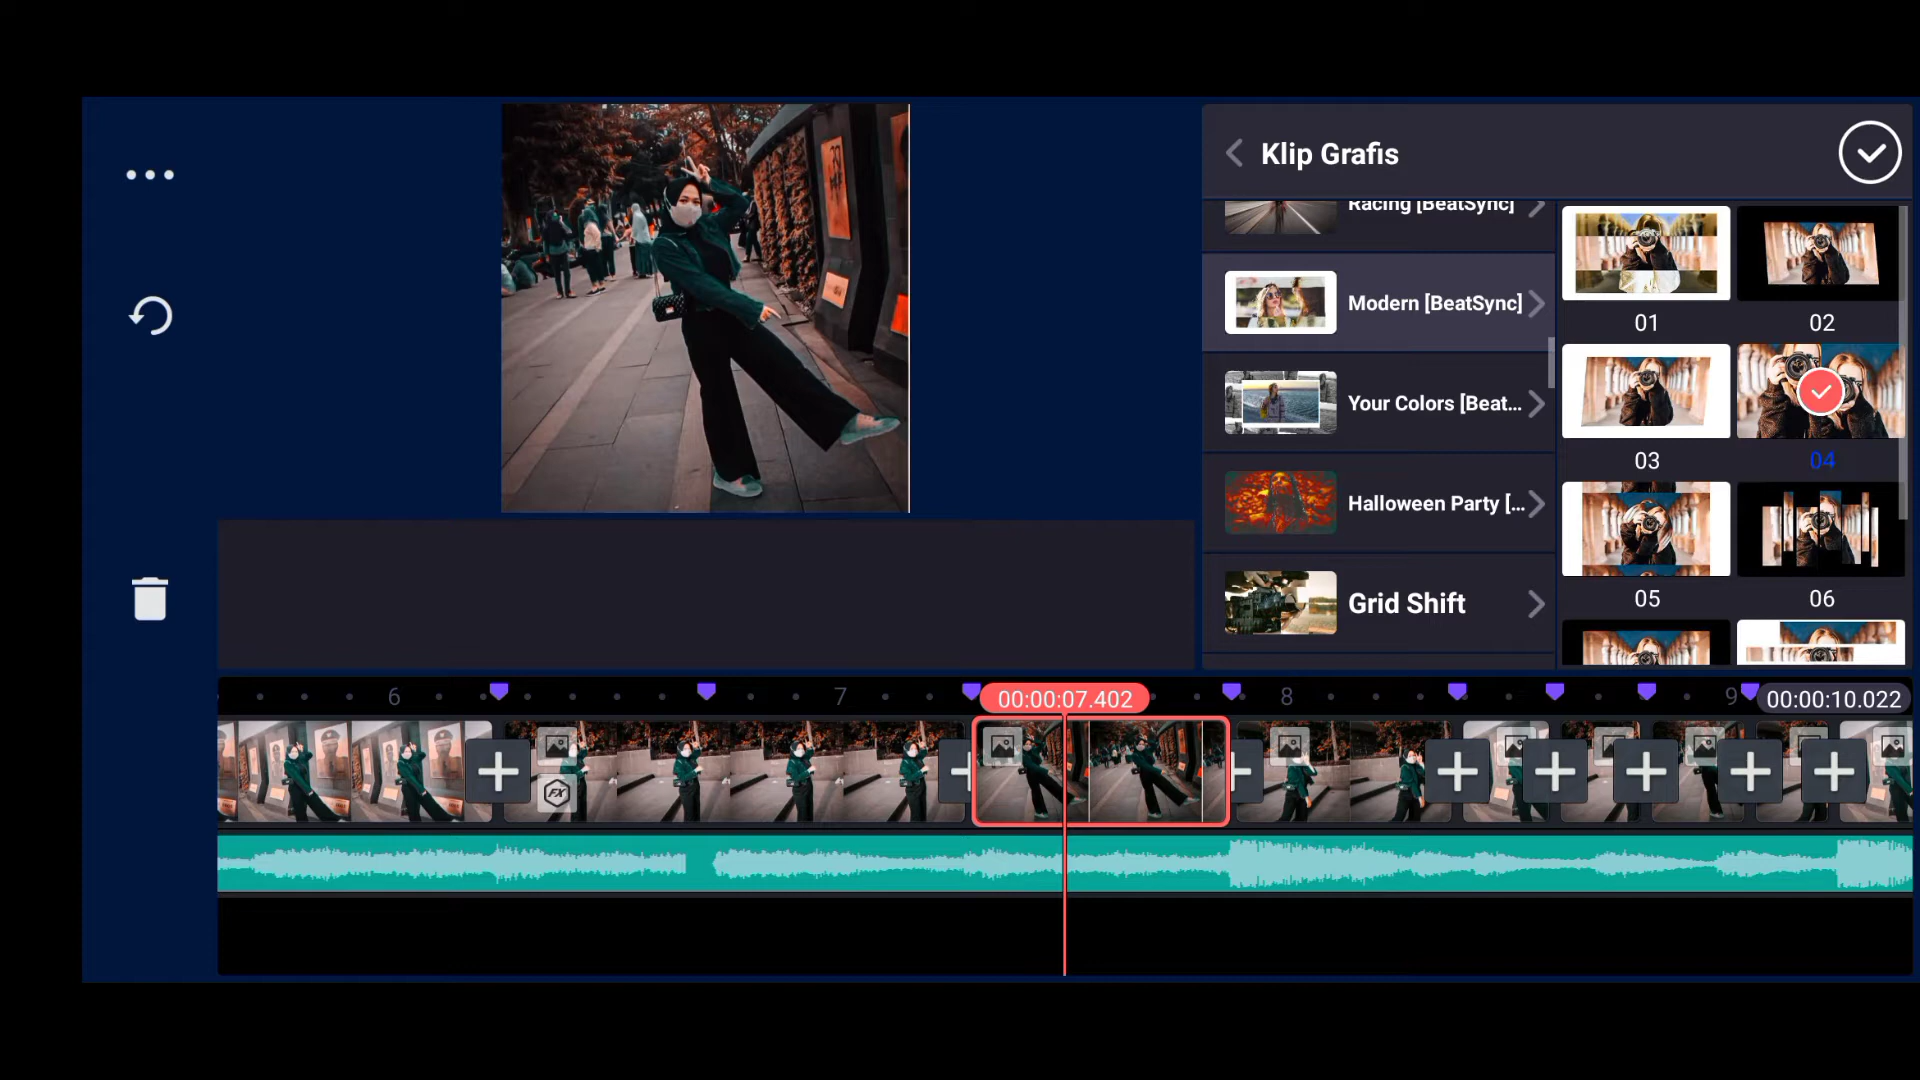 Klip Grafis
Racing [BeatSync]
Modern [BeatSync]
Your Colors [Beat...
Halloween Party [...
Grid Shift
01
02
03
04
05
06
6
7
00:00:07.402
8
9
00:00:10.022
FX